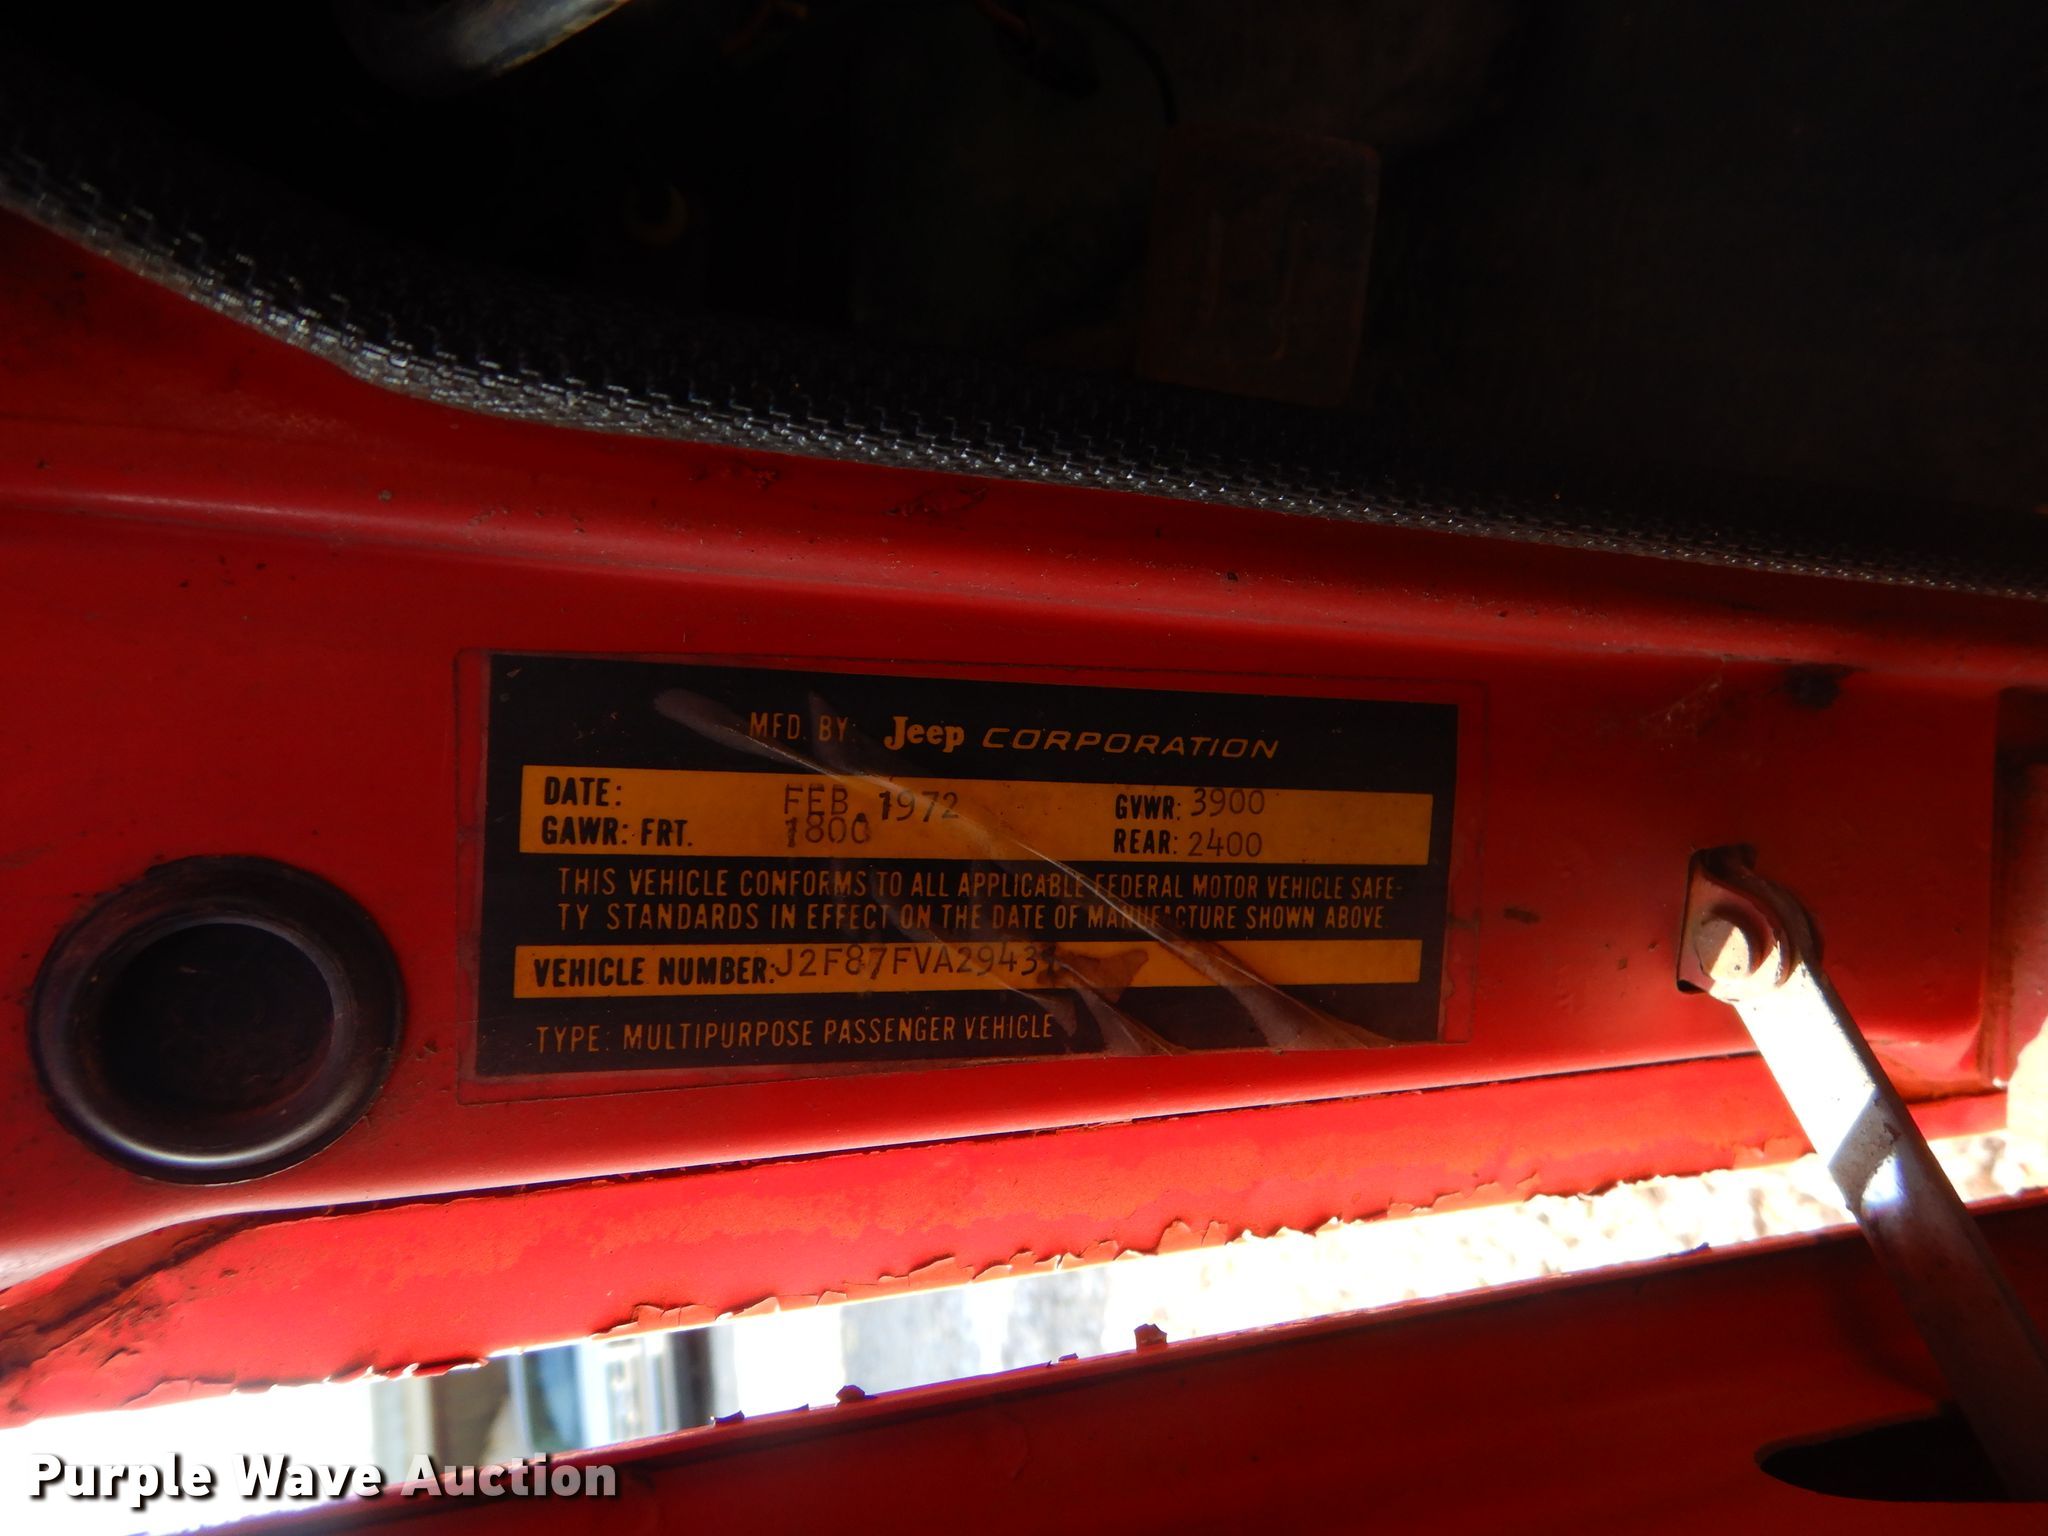 MFD. BY: Jeep CORPORATION
DATE: FEB.1972 GVWR: 3900
GAWR: FRT. 1800 REAR: 2400
THIS VEHICLE CONFORMS TO ALL APPLICABLE FEDERAL MOTOR VEHICLE SAFE-
TY STANDARDS IN EFFECT ON THE DATE OF MANUFACTURE SHOWN ABOVE.
VEHICLE NUMBER:
TYPE: MULTIPURPOSE PASSENGER VEHICLE
Purple Wave Auction